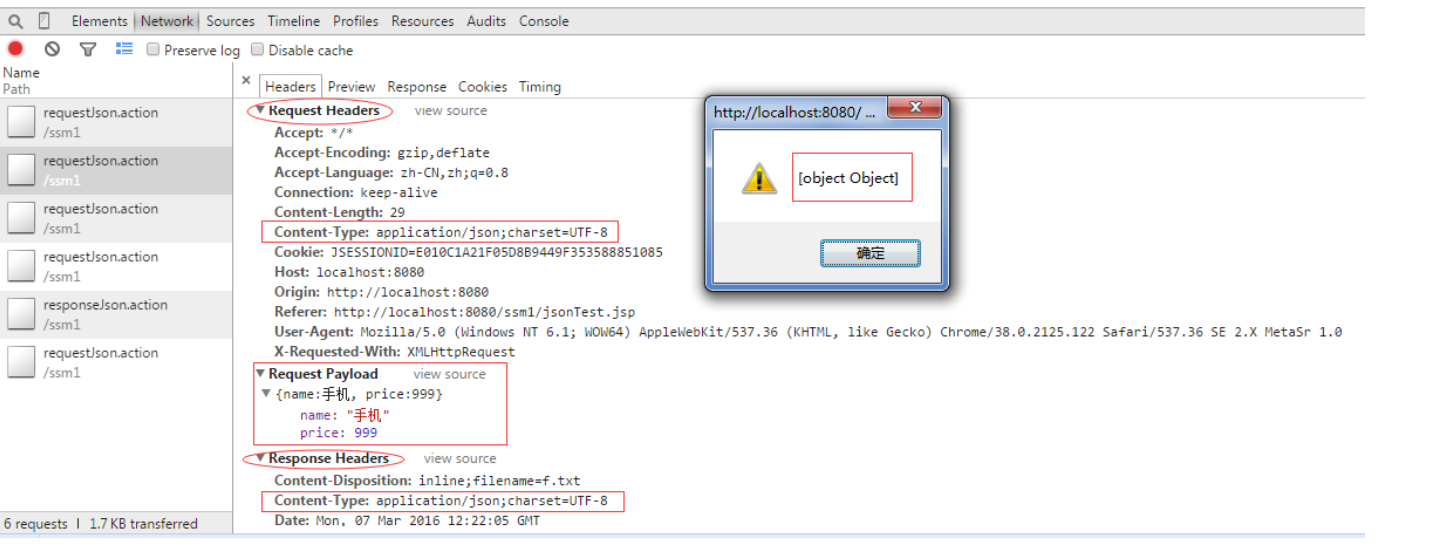 Elements Network Sources Timeline Profiles Resources Audits Console
Preserve log Disable cache
Name
Path
Headers Preview Response Cookies Timing
requestJson.action
/ssm1
requestJson.action
/ssm1
requestJson.action
/ssm1
requestJson.action
/ssm1
responseJson.action
/ssm1
requestJson.action
/ssm1
6 requests | 1.7 KB transferred
Request Headers view source
Accept: */*
Accept-Encoding: gzip,deflate
Accept-Language: zh-CN,zh;q=0.8
Connection: keep-alive
Content-Length: 29
Content-Type: application/json;charset=UTF-8
Cookie: JSESSIONID=E010C1A21F05D8B9449F353588851085
Host: localhost:8080
Origin: http://localhost:8080
Referer: http://localhost:8080/ssm1/jsonTest.jsp
User-Agent: Mozilla/5.0 (Windows NT 6.1; WOW64) AppleWebKit/537.36 (KHTML, like Gecko) Chrome/38.0.2125.122 Safari/537.36 SE 2.X MetaSr 1.0
X-Requested-With: XMLHttpRequest
Request Payload view source
{name:手机, price:999}
name: "手机"
price: 999
Response Headers view source
Content-Disposition: inline;filename=f.txt
Content-Type: application/json;charset=UTF-8
Date: Mon, 07 Mar 2016 12:22:05 GMT
http://localhost:8080/ ...
[object Object]
确定